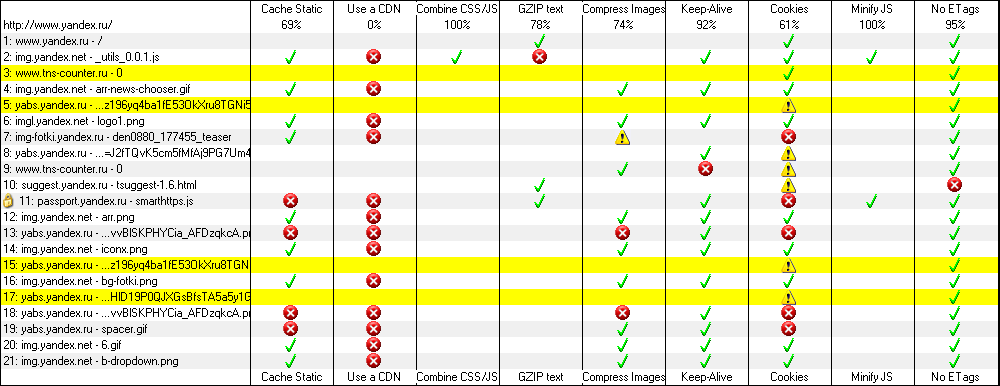 Cache Static Use a CDN Combine CSS/JS GZIP text Compress Images Keep-Alive Cookies Minify JS No ETags
http://www.yandex.ru/ 69% 0% 100% 78% 74% 92% 61% 100% 95%
1: www.yandex.ru - /
2: img.yandex.net - _utils_0.0.1.js
3: www.tns-counter.ru - 0
4: img.yandex.net - arr-news-chooser.gif
5: yabs.yandex.ru - ...z196yq4ba1fE53OkXru8TGNi5
6: imgl.yandex.net - logo1.png
7: img-fotki.yandex.ru - den0880_177455_teaser
8: yabs.yandex.ru - ...=J2fTQvK5cm5fMfAj9PG7Um4
9: www.tns-counter.ru - 0
10: suggest.yandex.ru - tsuggest-1.6.html
11: passport.yandex.ru - smarthttps.js
12: img.yandex.net - arr.png
13: yabs.yandex.ru - ...vvBISKPHYCia_AFDzqkcA.pn
14: img.yandex.net - iconx.png
15: yabs.yandex.ru - ...z196yq4ba1fE53OkXru8TGN
16: img.yandex.net - bg-fotki.png
17: yabs.yandex.ru - ...HID19P0QJXGsBfsTA5a5y1G
18: yabs.yandex.ru - ...vvBISKPHYCia_AFDzqkcA.pn
19: yabs.yandex.ru - spacer.gif
20: img.yandex.net - 6.gif
21: img.yandex.net - b-dropdown.png
Cache Static Use a CDN Combine CSS/JS GZIP text Compress Images Keep-Alive Cookies Minify JS No ETags